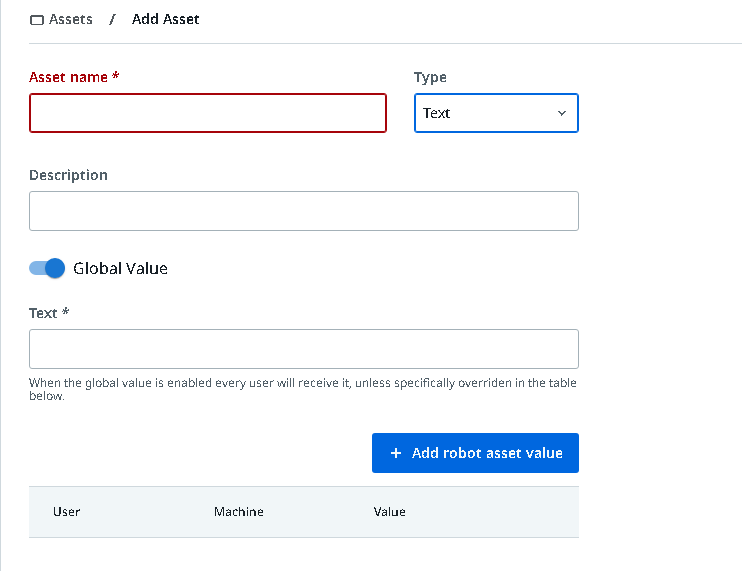 Assets / Add Asset
Asset name * Type
Text
Description
Global Value
Text *
When the global value is enabled every user will receive it, unless specifically overriden in the table
below.
+ Add robot asset value
User Machine Value